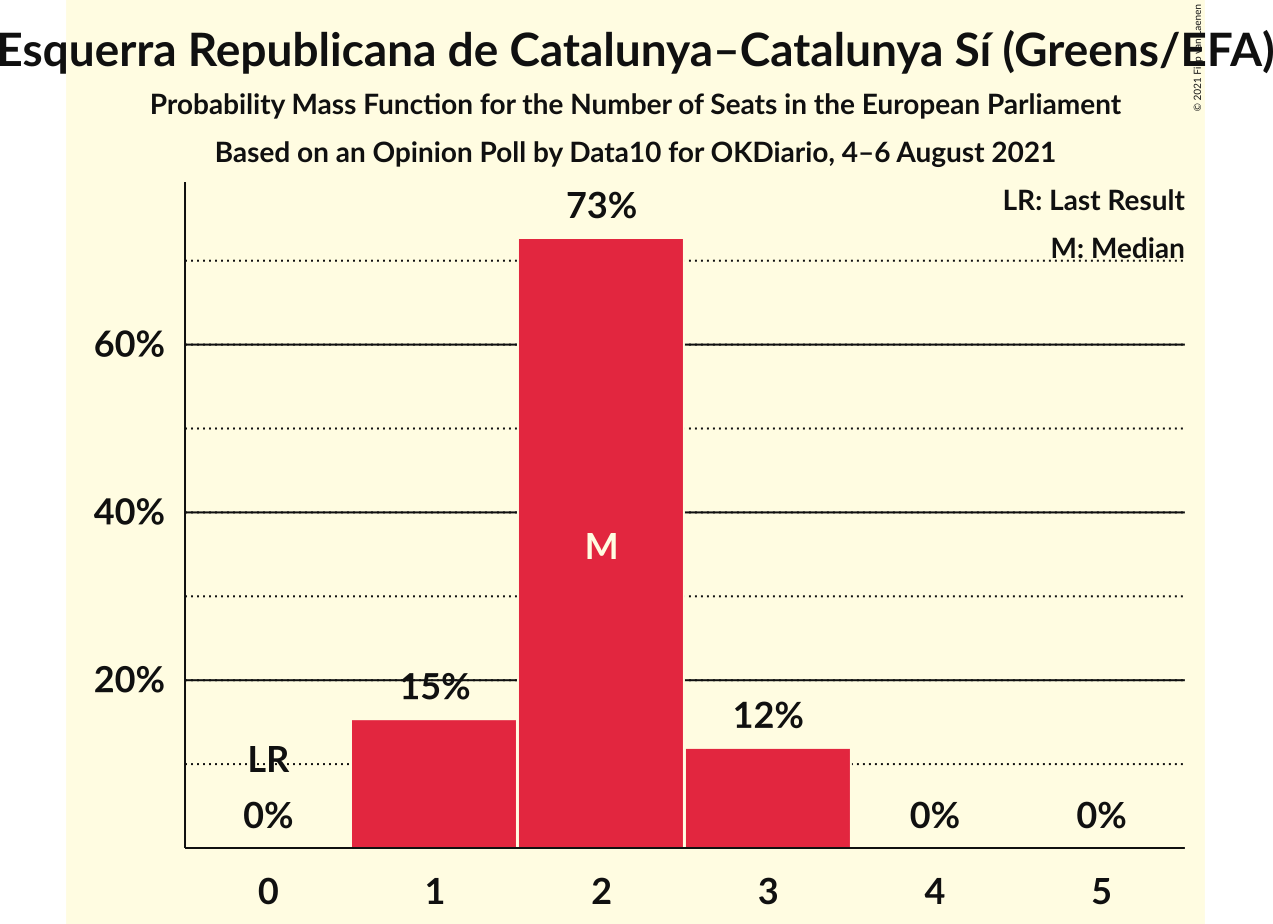 Esquerra Republicana de Catalunya–Catalunya Sí (Greens/EFA)
Probability Mass Function for the Number of Seats in the European Parliament
Based on an Opinion Poll by Data10 for OKDiario, 4–6 August 2021
© 2021
LR: Last Result
M: Median
73%
60%
40%
M
20%
15%
12%
LR
0%
0%
0%
0
1
2
3
4
5